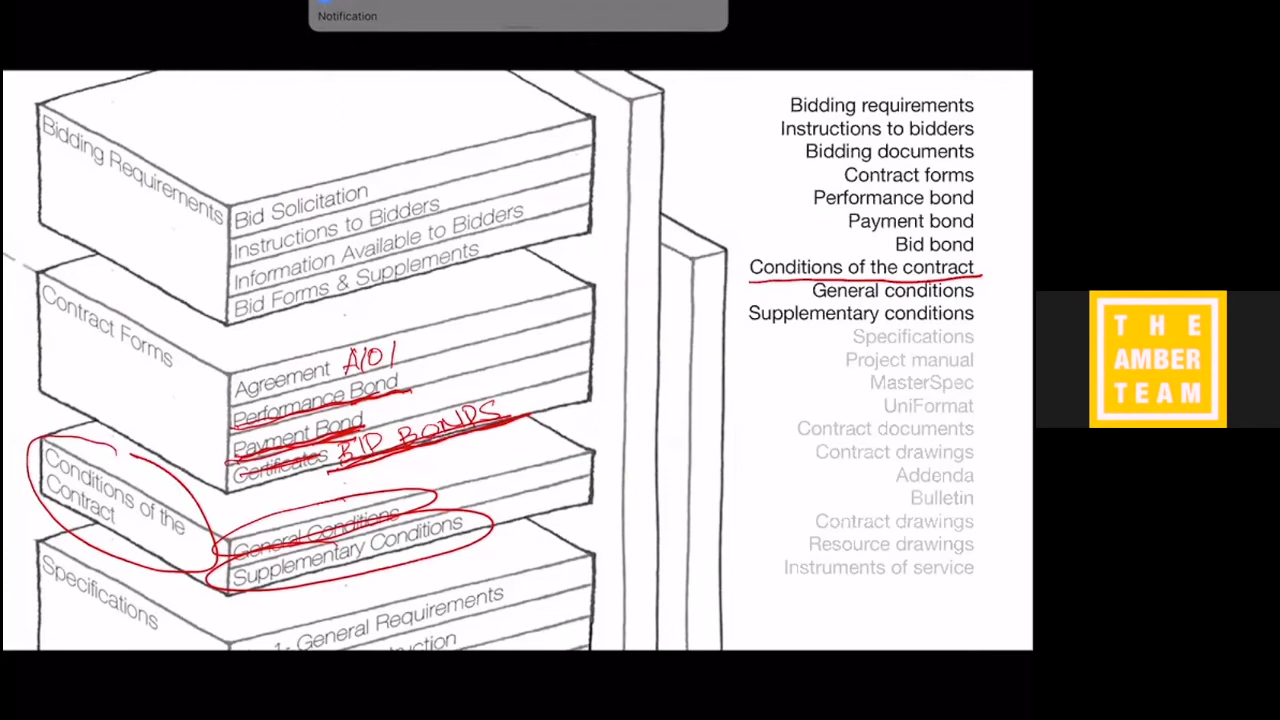 Notification
Bidding Requirements
Bid Solicitation
Instructions to Bidders
Information Available to Bidders
Bid Forms & Supplements
Contract Forms
Agreement A101
Performance Bond
Payment Bond
Certificates BID BONDS
Conditions of the
Contract
General Conditions
Supplementary Conditions
Specifications
1- General Requirements
Bidding requirements
Instructions to bidders
Bidding documents
Contract forms
Performance bond
Payment bond
Bid bond
Conditions of the contract
General conditions
Supplementary conditions
Specifications
Project manual
MasterSpec
UniFormat
Contract documents
Contract drawings
Addenda
Bulletin
Contract drawings
Resource drawings
Instruments of service
THE
AMBER
TEAM